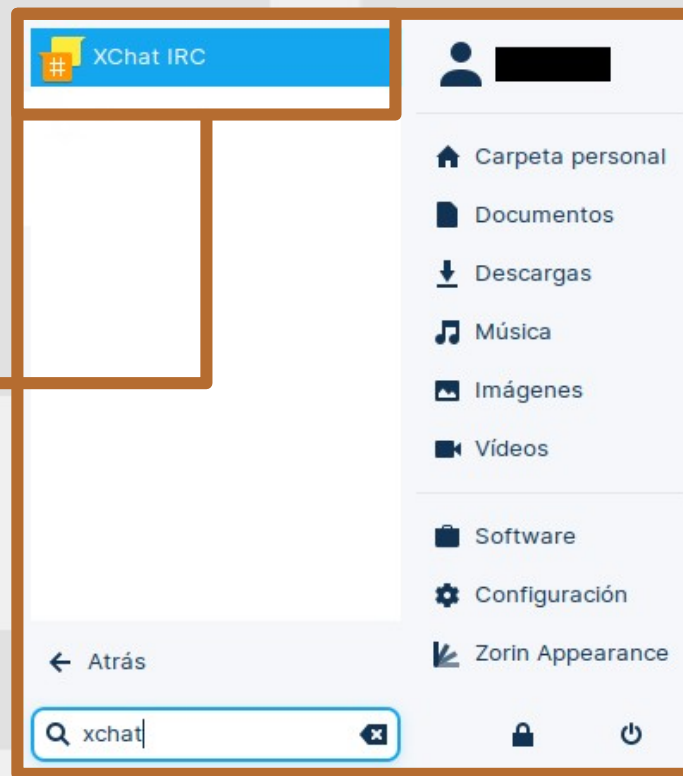 XChat IRC
Carpeta personal
Documentos
Descargas
Música
Imágenes
Vídeos
Software
Configuración
Zorin Appearance
Atrás
xchat